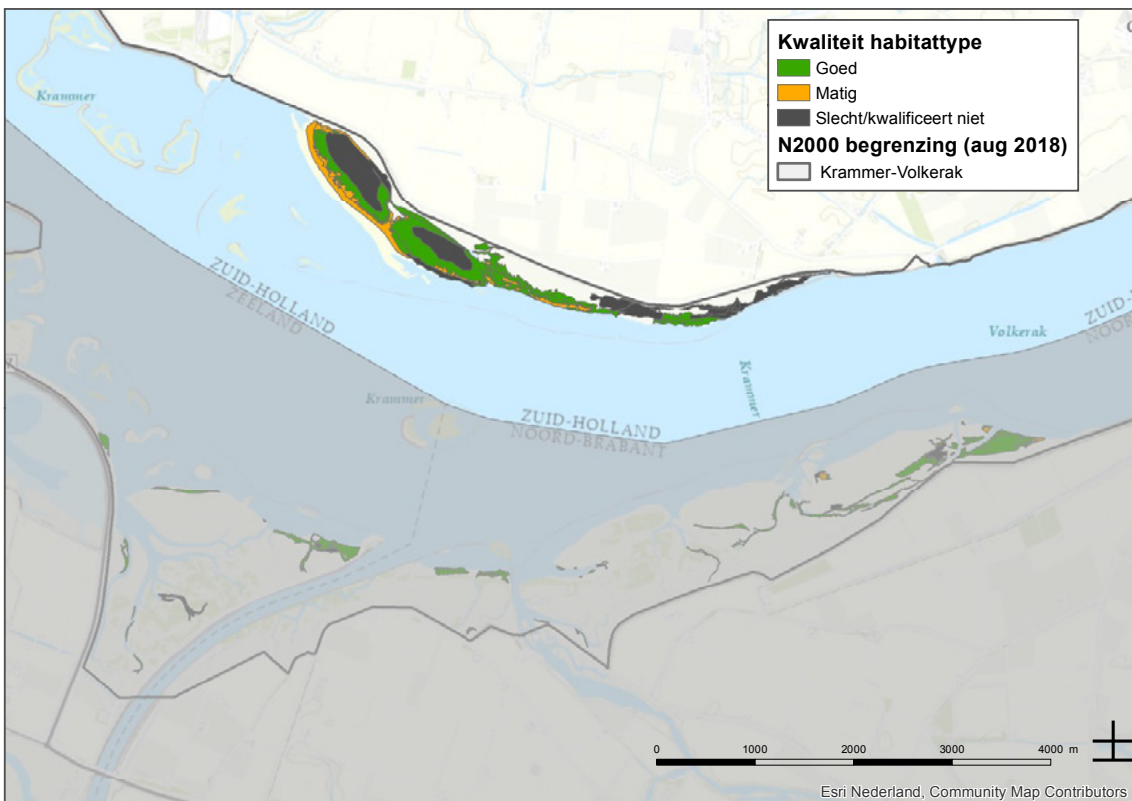 Kwaliteit habitattype
Goed
Matig
Slecht/kwalificeert niet
N2000 begrenzing (aug 2018)
Krammer-Volkerak
Krammer
ZUID-HOLLAND
ZEELAND
Krammer
ZUID-HOLLAND
NOORD-BRABANT
Krammer
Volkerak
0 1000 2000 3000 4000 m
Esri Nederland, Community Map Contributors